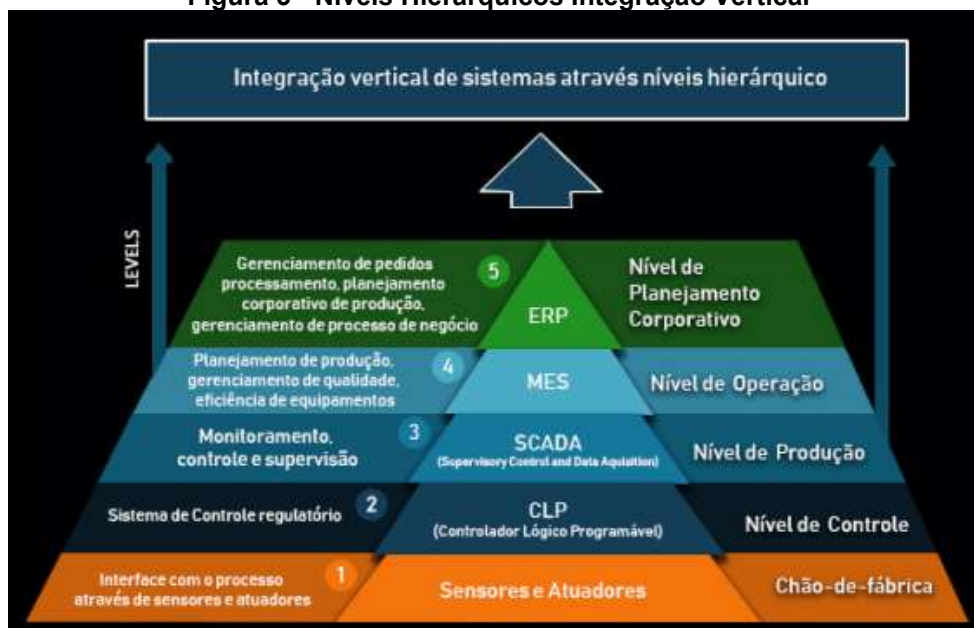 Figura 3 - Níveis Hierárquicos Integração Vertical
Integração vertical de sistemas através níveis hierárquico
LEVELS
Gerenciamento de pedidos
processamento, planejamento
corporativo de produção,
gerenciamento de processo de negócio
5
ERP
Nível de
Planejamento
Corporativo
Planejamento de produção,
gerenciamento de qualidade,
eficiência de equipamentos
4
MES
Nível de Operação
Monitoramento,
controle e supervisão
3
SCADA
(Supervisory Control and Data Aquisition)
Nível de Produção
Sistema de Controle regulatório
2
CLP
(Controlador Lógico Programável)
Nível de Controle
Interface com o processo
através de sensores e atuadores
1
Sensores e Atuadores
Chão-de-fábrica